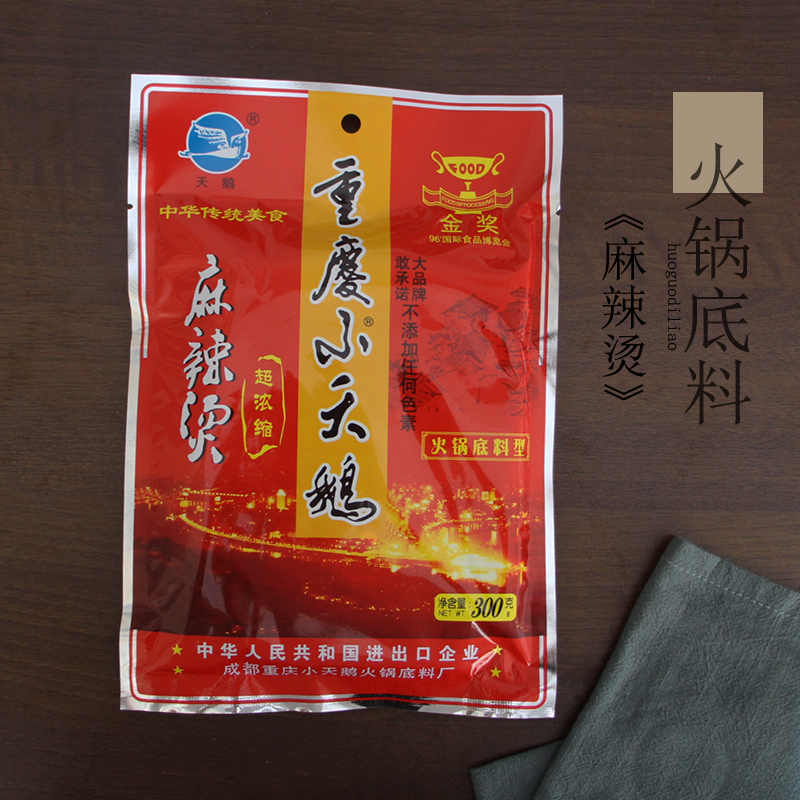 天鹅
®
中华传统美食
麻辣烫
超浓缩
重慶小天鹅
®
GOOD
FOODSPPOCESSING
金奖
96'国际食品博览会
大品牌
敢承诺
不添加任何色素
火锅底料型
净含量:
NET WT
300克
g
中华人民共和国进出口企业
成都重庆小天鹅火锅底料厂
火锅底料
huoguodiliao
《麻辣烫》